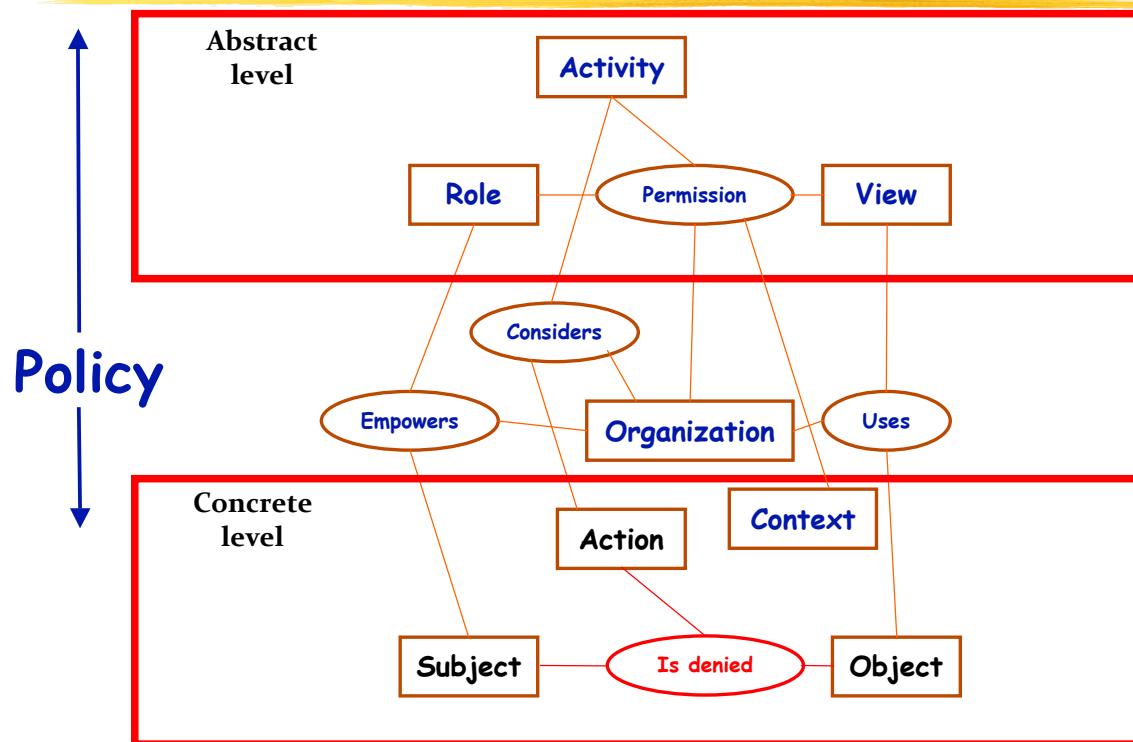 Abstract
level
Activity
Role
Permission
View
Considers
Policy
Empowers
Organization
Uses
Concrete
level
Context
Action
Subject
Is denied
Object